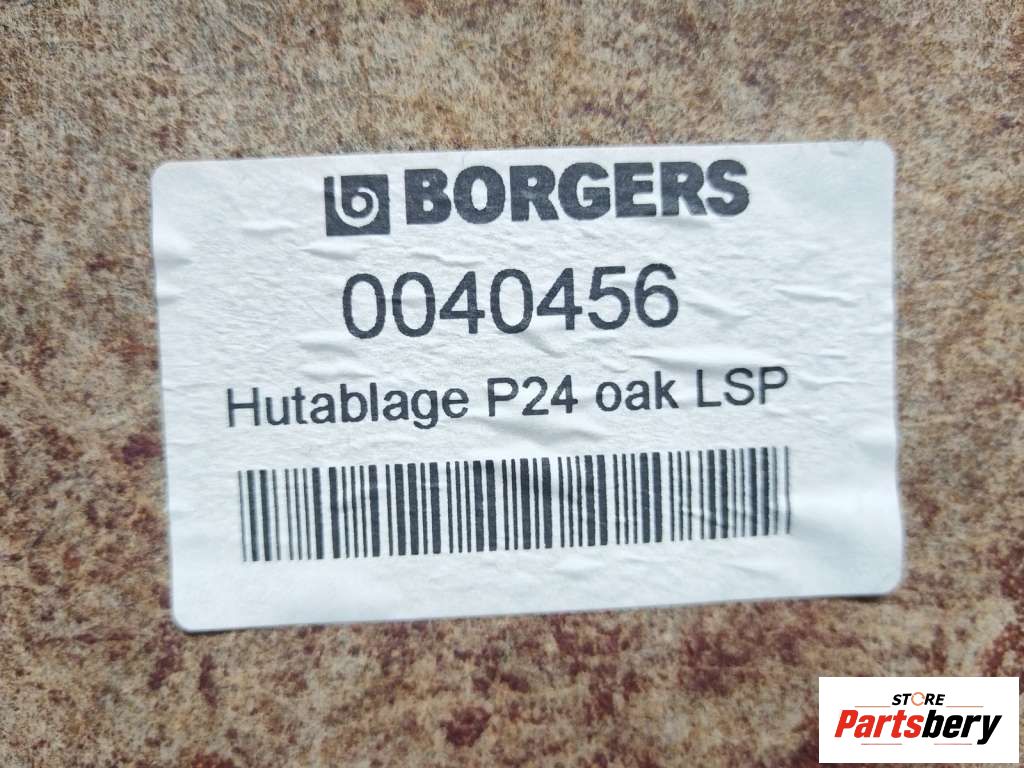 BORGERS
0040456
Hutablage P24 oak LSP
STORE
Partsbery